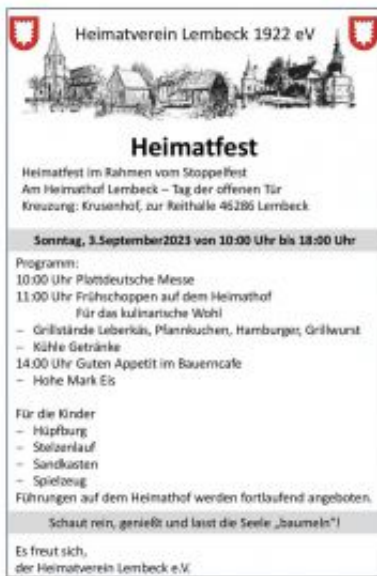 Heimatverein Lembeck 1922 eV
Heimatfest
Heimatfest im Rahmen vom Stoppelfest
Am Heimathof Lembeck – Tag der offenen Tür
Kreuzung: Krusenhof, zur Reithalle 46286 Lembeck
Sonntag, 3.September2023 von 10:00 Uhr bis 18:00 Uhr
Programm:
10:00 Uhr Plattdeutsche Messe
11:00 Uhr Frühschoppen auf dem Heimathof
Für das kulinarische Wohl
– Grillstände Leberkäs, Pfannkuchen, Hamburger, Grillwurst
– Kühle Getränke
14:00 Uhr Guten Appetit im Bauerncafe
– Hohe Mark Eis
Für die Kinder
– Hüpfburg
– Stelzenlauf
– Sandkasten
– Spielzeug
Führungen auf dem Heimathof werden fortlaufend angeboten.
Schaut rein, genießt und lasst die Seele „baumeln"!
Es freut sich,
der Heimatverein Lembeck e.V.